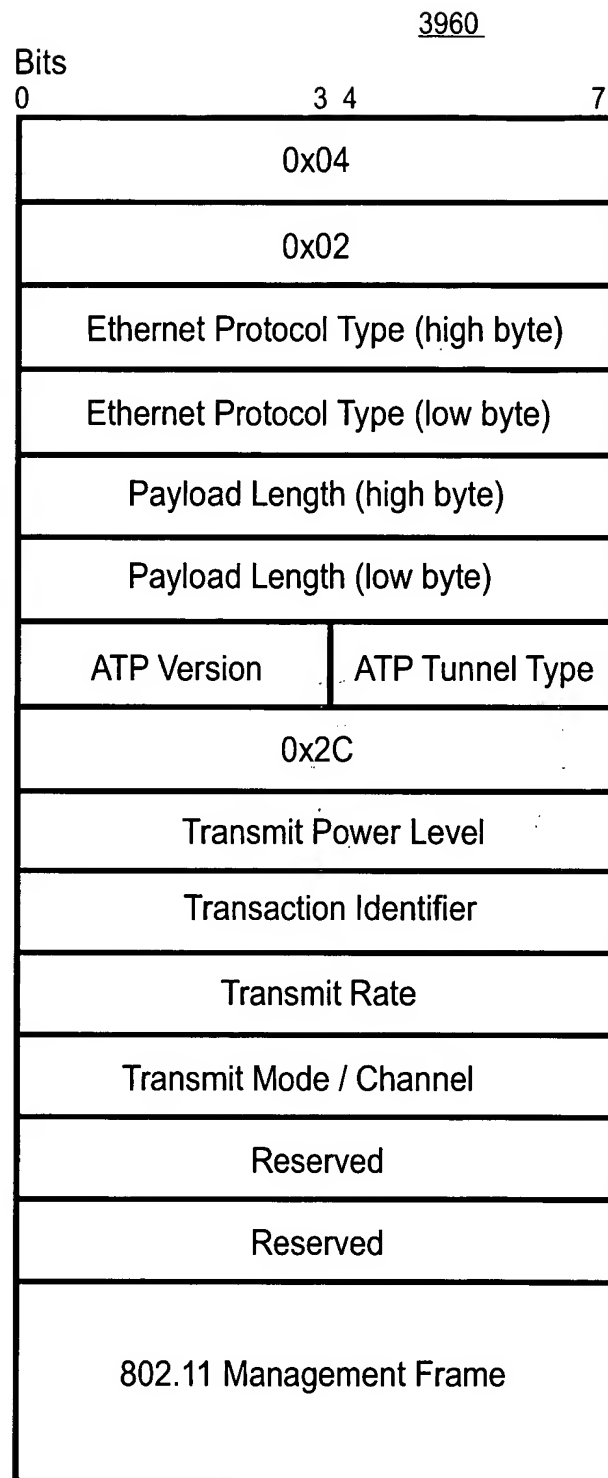 3960
Bits
0 3 4 7
0x04
0x02
Ethernet Protocol Type (high byte)
Ethernet Protocol Type (low byte)
Payload Length (high byte)
Payload Length (low byte)
ATP Version ATP Tunnel Type
0x2C
Transmit Power Level
Transaction Identifier
Transmit Rate
Transmit Mode / Channel
Reserved
Reserved
802.11 Management Frame